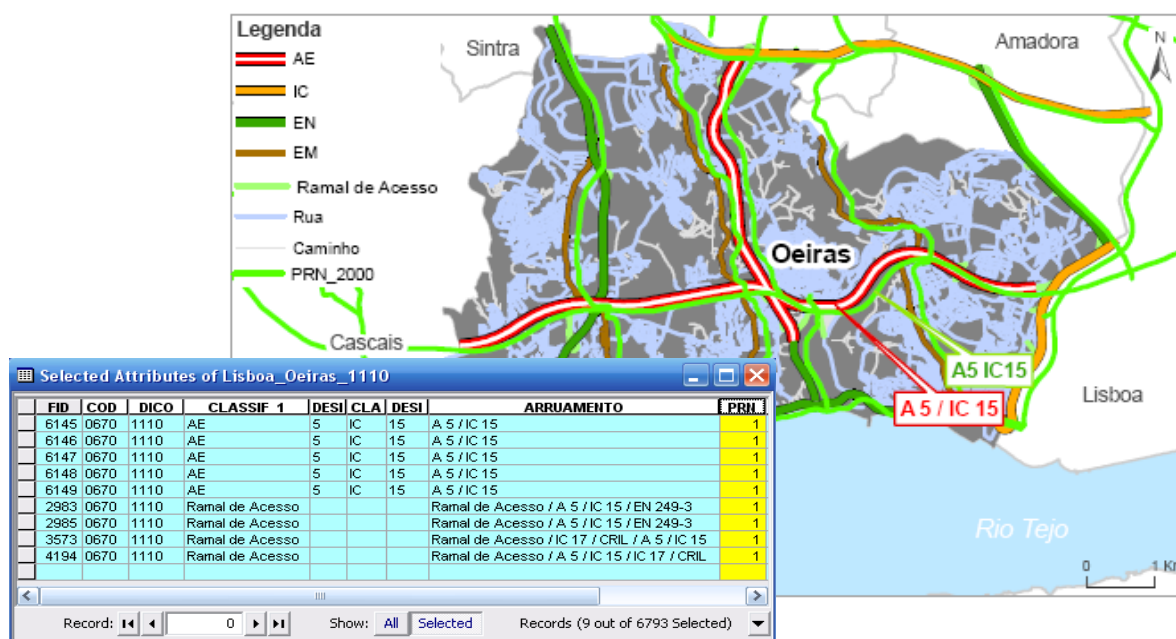 Legenda
AE
IC
EN
EM
Ramal de Acesso
Rua
Caminho
PRN_2000
Sintra
Amadora
N
Oeiras
Cascais
A5 IC15
A 5 / IC 15
Lisboa
Rio Tejo
0 1 Km
Selected Attributes of Lisboa_Oeiras_1110
FID COD DICO CLASSIF_1 DESI CLA DESI ARRUAMENTO PRN
6145 0670 1110 AE 5 IC 15 A 5 / IC 15 1
6146 0670 1110 AE 5 IC 15 A 5 / IC 15 1
6147 0670 1110 AE 5 IC 15 A 5 / IC 15 1
6148 0670 1110 AE 5 IC 15 A 5 / IC 15 1
6149 0670 1110 AE 5 IC 15 A 5 / IC 15 1
2983 0670 1110 Ramal de Acesso Ramal de Acesso / A 5 / IC 15 / EN 249-3 1
2985 0670 1110 Ramal de Acesso Ramal de Acesso / A 5 / IC 15 / EN 249-3 1
3573 0670 1110 Ramal de Acesso Ramal de Acesso / IC 17 / CRIL / A 5 / IC 15 1
4194 0670 1110 Ramal de Acesso Ramal de Acesso / A 5 / IC 15 / IC 17 / CRIL 1
Record: 0 Show: All Selected Records (9 out of 6793 Selected)